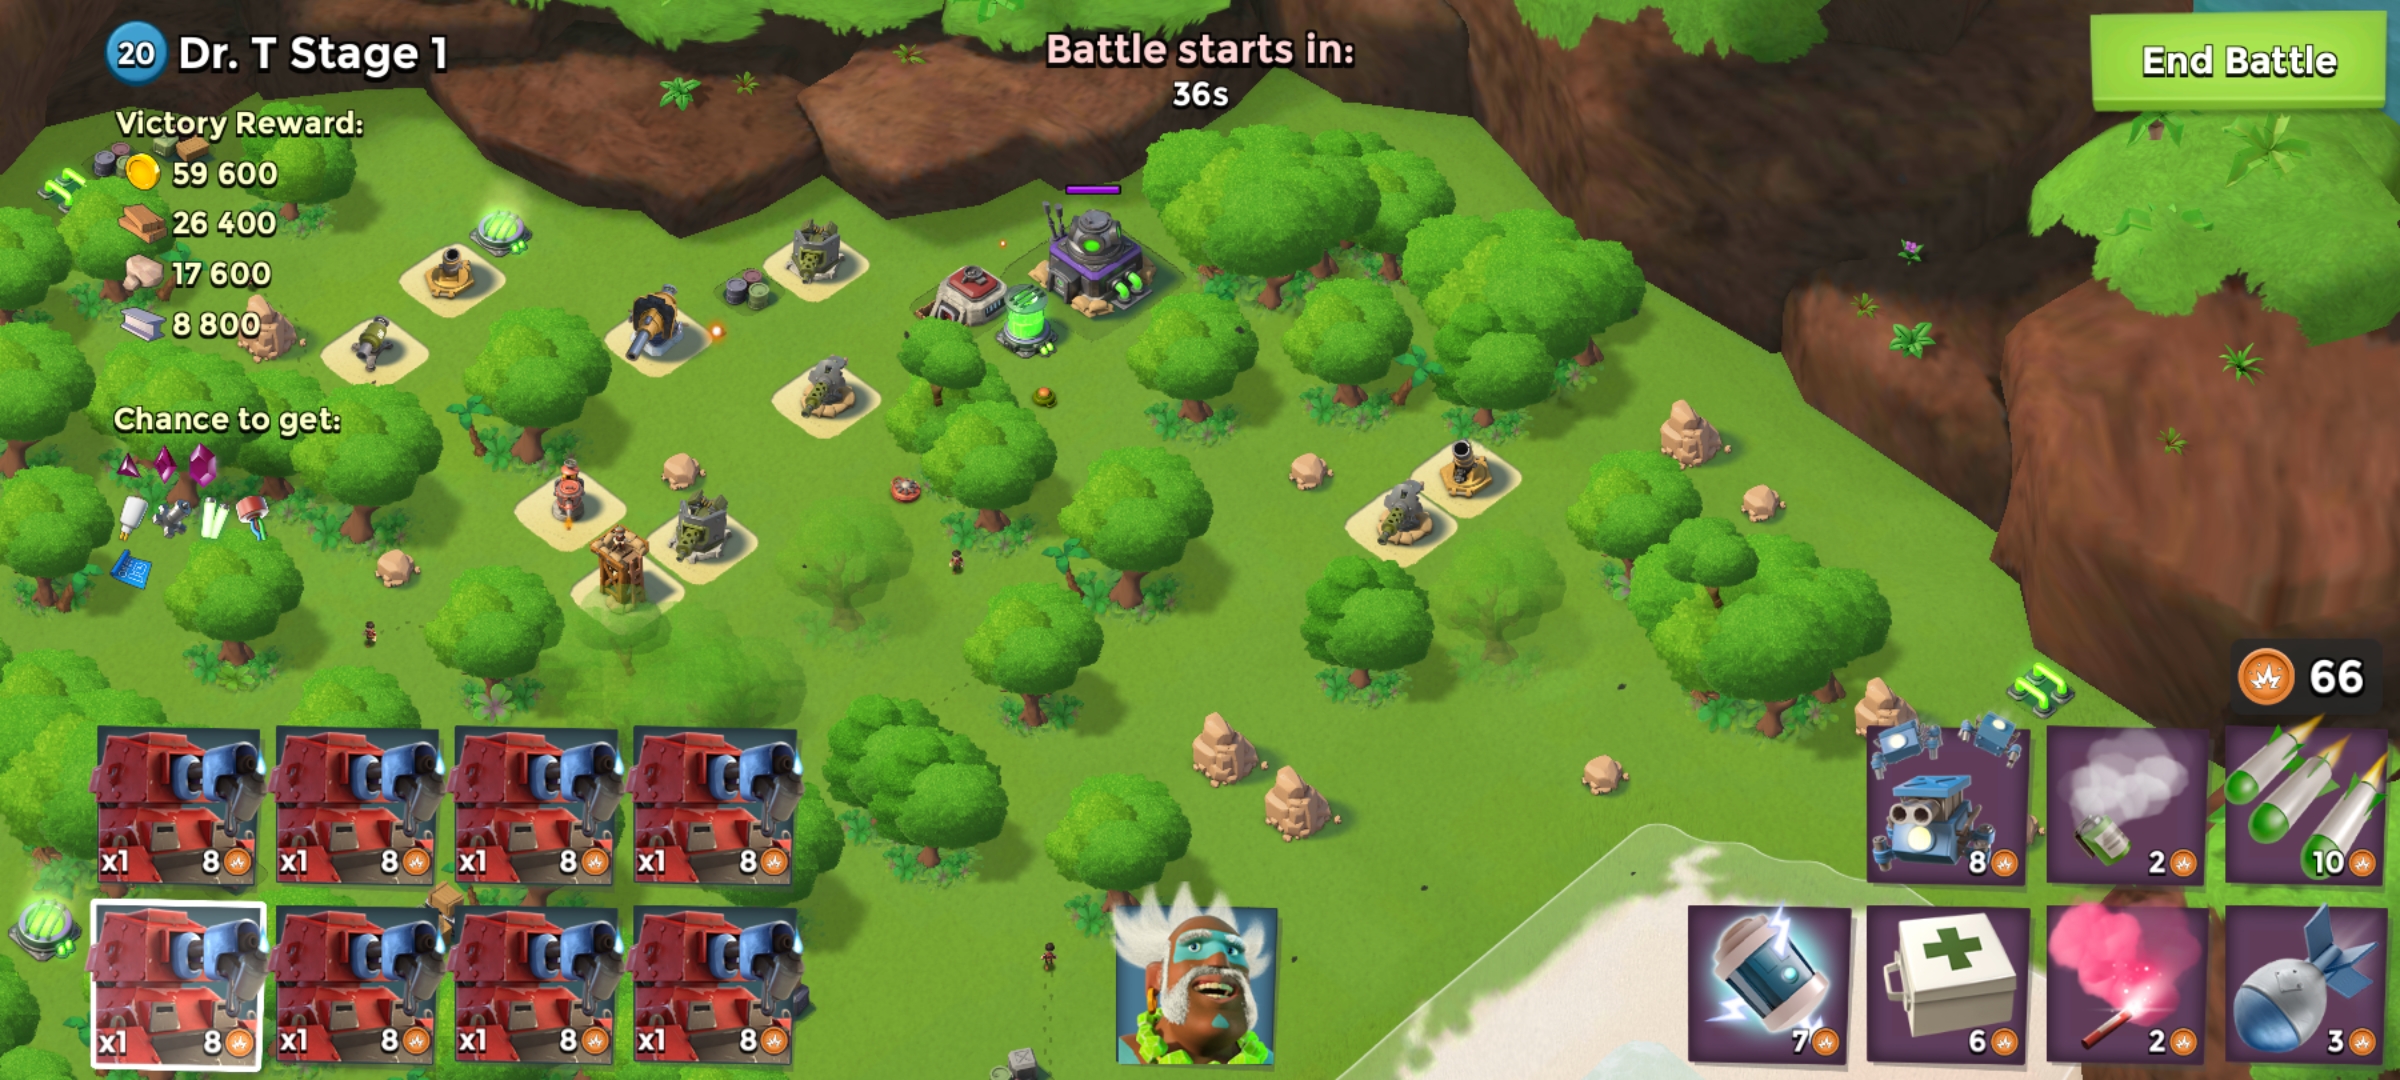 20 Dr. T Stage 1
Battle starts in:
36s
End Battle
Victory Reward:
59 600
26 400
17 600
8 800
Chance to get:
66
x1 8
x1 8
x1 8
x1 8
8
2
10
x1 8
x1 8
x1 8
x1 8
7
6
2
3